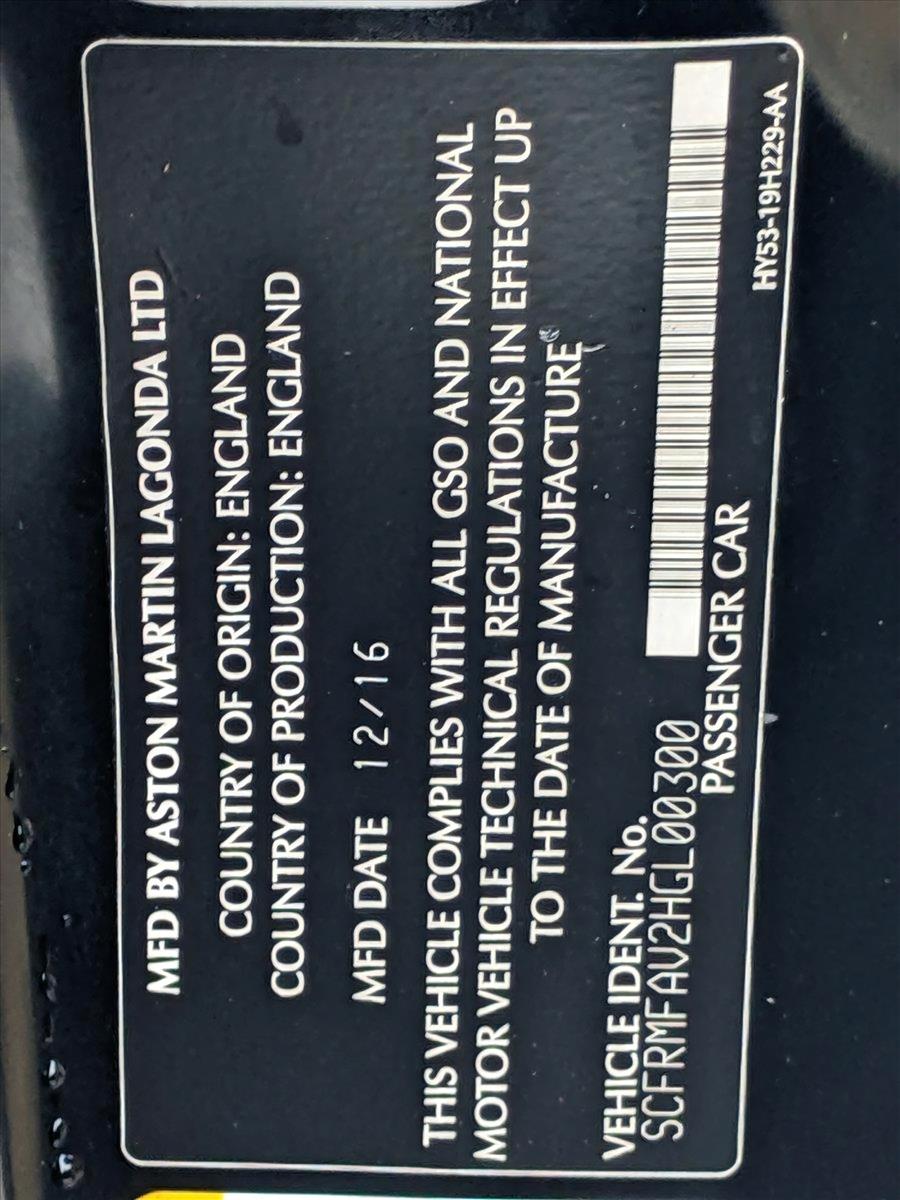 MFD BY ASTON MARTIN LAGONDA LTD
COUNTRY OF ORIGIN: ENGLAND
COUNTRY OF PRODUCTION: ENGLAND
MFD DATE 12/16
THIS VEHICLE COMPLIES WITH ALL GSO AND NATIONAL
MOTOR VEHICLE TECHNICAL REGULATIONS IN EFFECT UP
TO THE DATE OF MANUFACTURE
VEHICLE IDENT. No.
SCFRMFAV2HGL00300
PASSENGER CAR
HY53-19H229-AA